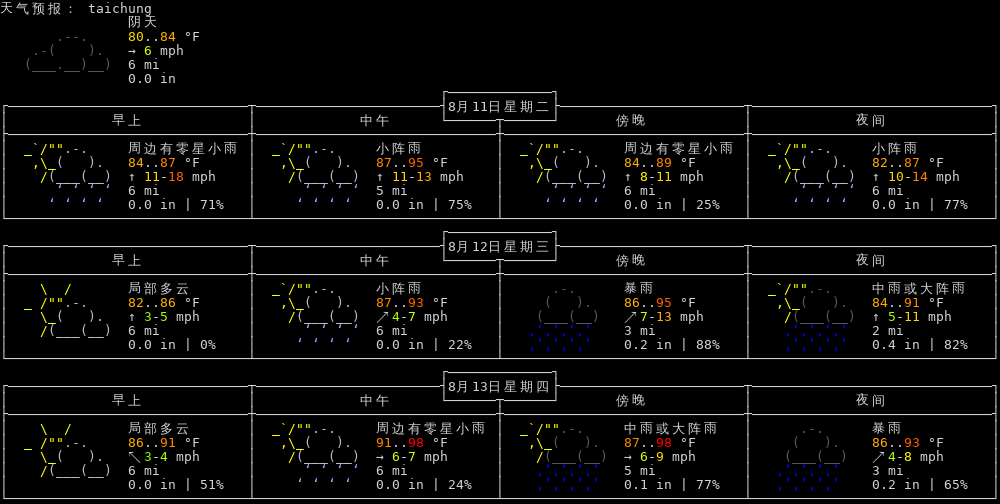 天气预报： taichung
阴天
80..84 °F
→ 6 mph
6 mi
0.0 in
8月11日星期二
早上 中午 傍晚 夜间
周边有零星小雨 小阵雨 周边有零星小雨 小阵雨
84..87 °F 87..95 °F 84..89 °F 82..87 °F
↑ 11-18 mph ↑ 11-13 mph ↑ 8-11 mph ↑ 10-14 mph
6 mi 5 mi 6 mi 6 mi
0.0 in | 71% 0.0 in | 75% 0.0 in | 25% 0.0 in | 77%
8月12日星期三
早上 中午 傍晚 夜间
局部多云 小阵雨 暴雨 中雨或大阵雨
82..86 °F 87..93 °F 86..95 °F 84..91 °F
↑ 3-5 mph ↗ 4-7 mph ↗ 7-13 mph ↑ 5-11 mph
6 mi 6 mi 3 mi 2 mi
0.0 in | 0% 0.0 in | 22% 0.2 in | 88% 0.4 in | 82%
8月13日星期四
早上 中午 傍晚 夜间
局部多云 周边有零星小雨 中雨或大阵雨 暴雨
86..91 °F 91..98 °F 87..98 °F 86..93 °F
↖ 3-4 mph → 6-7 mph → 6-9 mph ↗ 4-8 mph
6 mi 6 mi 5 mi 3 mi
0.0 in | 51% 0.0 in | 24% 0.1 in | 77% 0.2 in | 65%